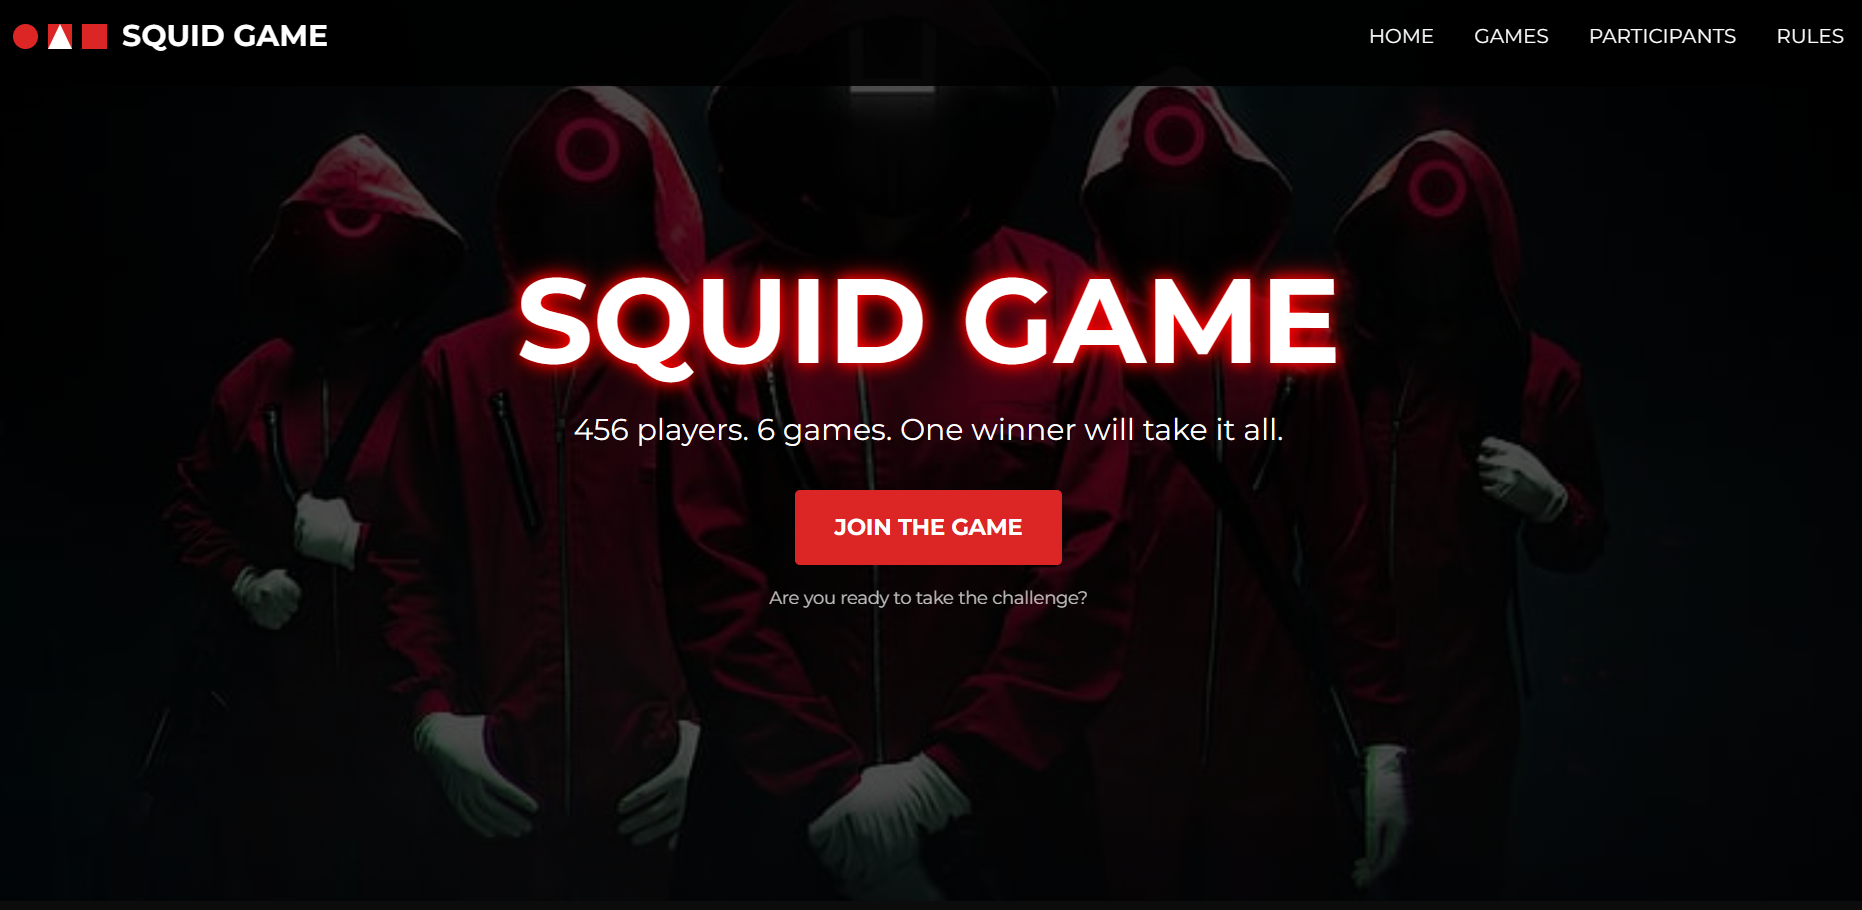 SQUID GAME
HOME GAMES PARTICIPANTS RULES
SQUID GAME
456 players. 6 games. One winner will take it all.
JOIN THE GAME
Are you ready to take the challenge?